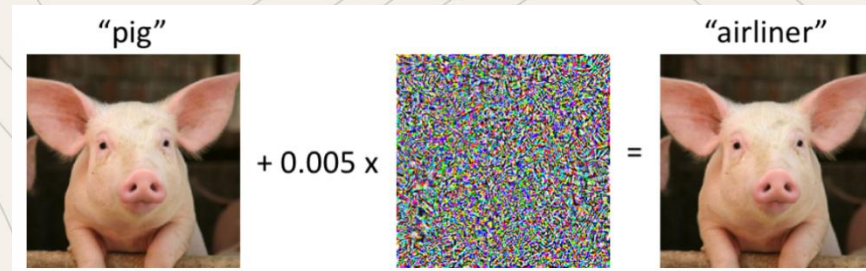 “pig”
“airliner”
+ 0.005 x
=